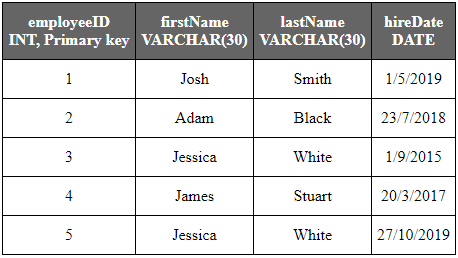 employeeID firstName lastName hireDate
INT, Primary key VARCHAR(30) VARCHAR(30) DATE
1 Josh Smith 1/5/2019
2 Adam Black 23/7/2018
3 Jessica White 1/9/2015
4 James Stuart 20/3/2017
5 Jessica White 27/10/2019